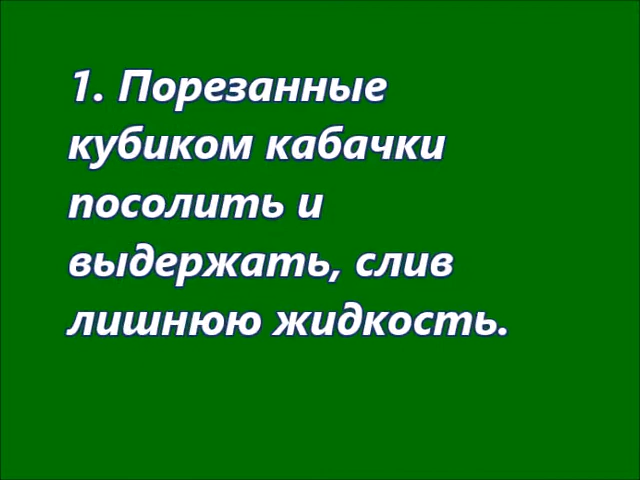 1. Порезанные
кубиком кабачки
посолить и
выдержать, слив
лишнюю жидкость.